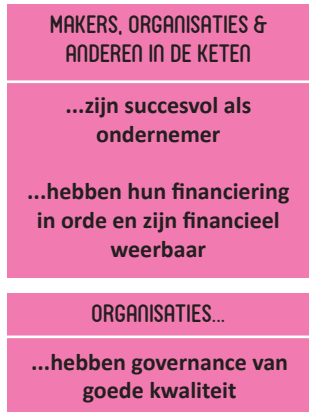 MAKERS, ORGANISATIES &
ANDEREN IN DE KETEN
...zijn succesvol als
ondernemer
...hebben hun financiering
in orde en zijn financieel
weerbaar
ORGANISATIES...
...hebben governance van
goede kwaliteit